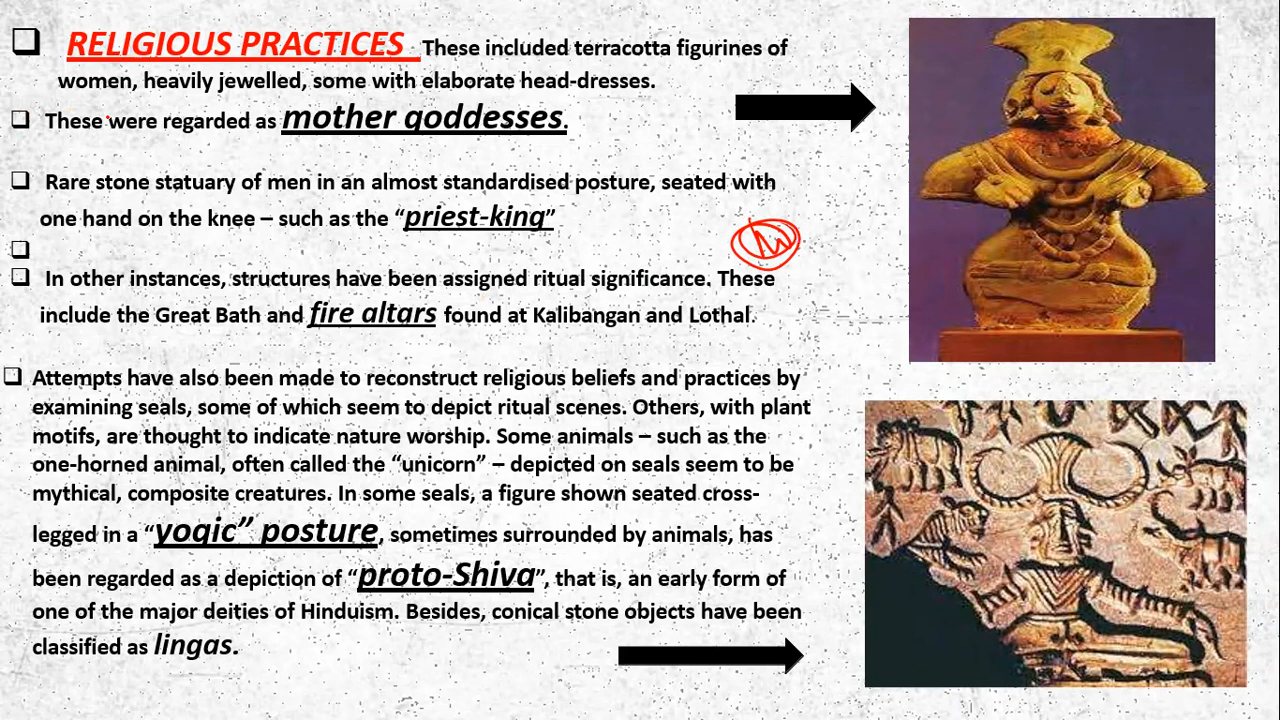 RELIGIOUS PRACTICES These included terracotta figurines of
women, heavily jewelled, some with elaborate head-dresses.
These were regarded as mother goddesses.
Rare stone statuary of men in an almost standardised posture, seated with
one hand on the knee – such as the “priest-king”
In other instances, structures have been assigned ritual significance. These
include the Great Bath and fire altars found at Kalibangan and Lothal.
Attempts have also been made to reconstruct religious beliefs and practices by
examining seals, some of which seem to depict ritual scenes. Others, with plant
motifs, are thought to indicate nature worship. Some animals – such as the
one-horned animal, often called the “unicorn” – depicted on seals seem to be
mythical, composite creatures. In some seals, a figure shown seated cross-
legged in a “yogic” posture, sometimes surrounded by animals, has
been regarded as a depiction of “proto-Shiva”, that is, an early form of
one of the major deities of Hinduism. Besides, conical stone objects have been
classified as lingas.